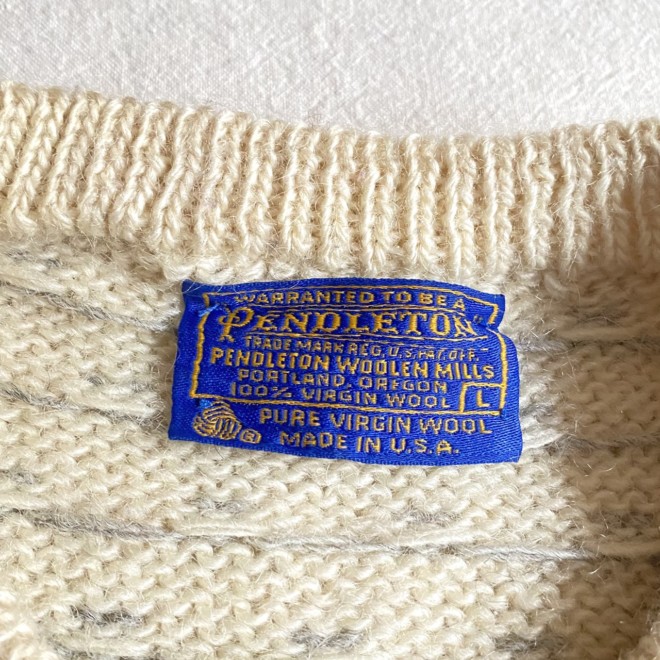 WARRANTED TO BE A
PENDLETON
TRADE MARK REG. U.S. PAT. OFF.
PENDLETON WOOLEN MILLS
PORTLAND, OREGON
100% VIRGIN WOOL L
PURE VIRGIN WOOL
MADE IN U.S.A.